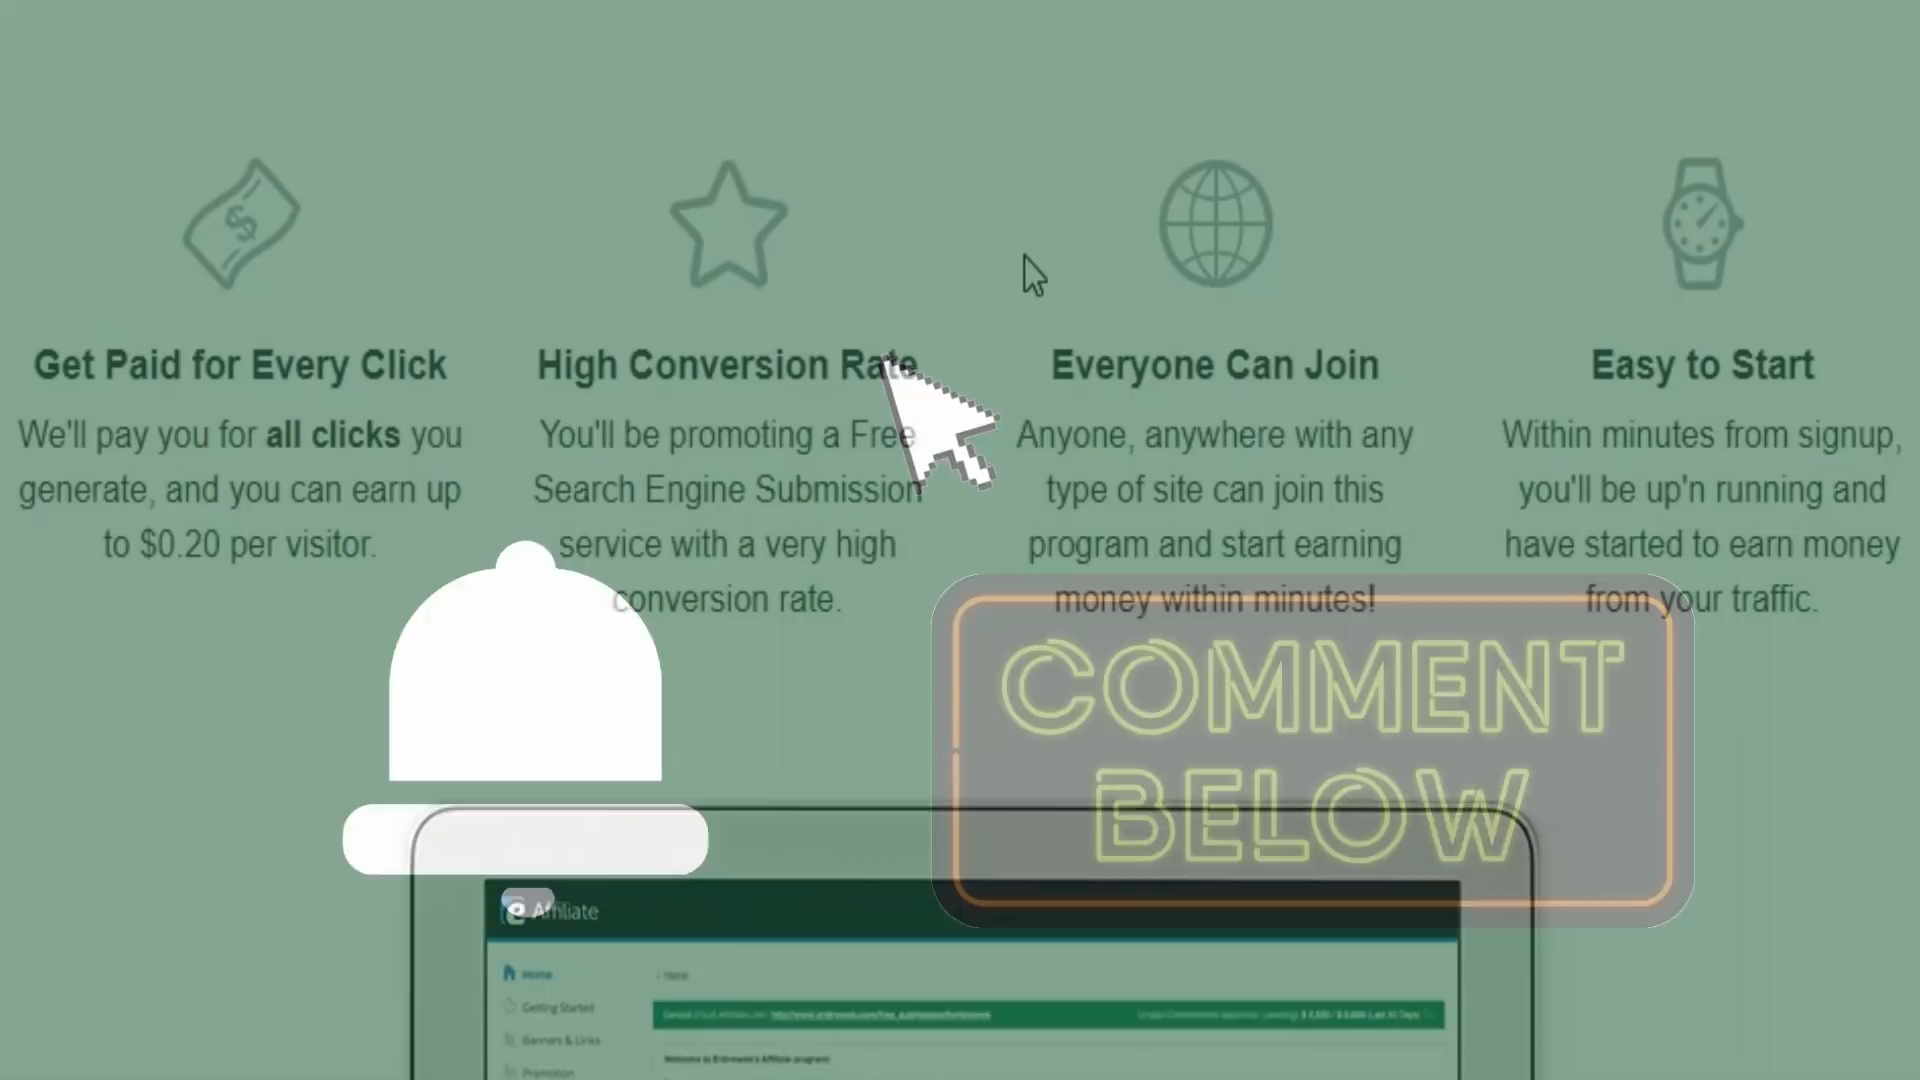 Get Paid for Every Click
We'll pay you for all clicks you
generate, and you can earn up
to $0.20 per visitor.
High Conversion Rate
You'll be promoting a Free
Search Engine Submission
service with a very high
conversion rate.
Everyone Can Join
Anyone, anywhere with any
type of site can join this
program and start earning
money within minutes!
Easy to Start
Within minutes from signup,
you'll be up'n running and
have started to earn money
from your traffic.
COMMENT
BELOW
Affiliate
Home
Home
Getting Started
Banners & Links
Promotion